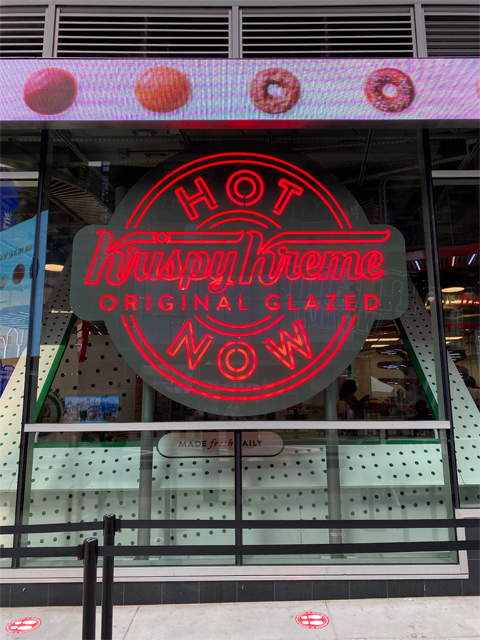 HOT
Krispy Kreme
ORIGINAL GLAZED
NOW
MADE fresh DAILY